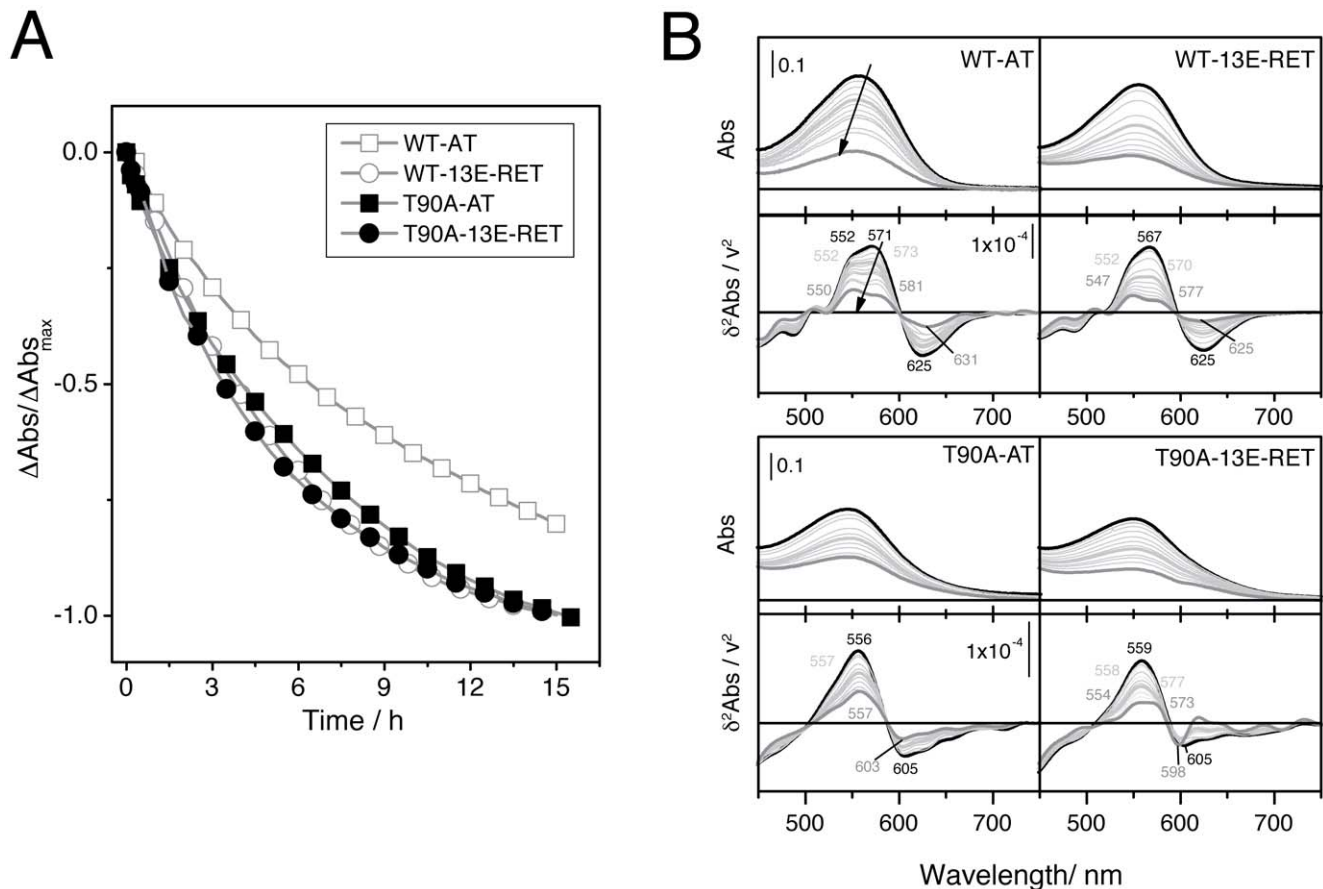 A
B
0.0
-0.5
-1.0
ΔAbs/ΔAbsmax
0 3 6 9 12 15
Time / h
WT-AT
WT-13E-RET
T90A-AT
T90A-13E-RET
0.1
WT-AT
WT-13E-RET
Abs
1x10⁻⁴
552 571
552 573
550 581
631
625
567
552 570
547 577
625
625
δ²Abs / ν²
500 600 700 500 600 700
0.1
T90A-AT
T90A-13E-RET
Abs
1x10⁻⁴
556
557
557
603 605
559
558 577
554 573
605
598
δ²Abs / ν²
500 600 700 500 600 700
Wavelength/ nm